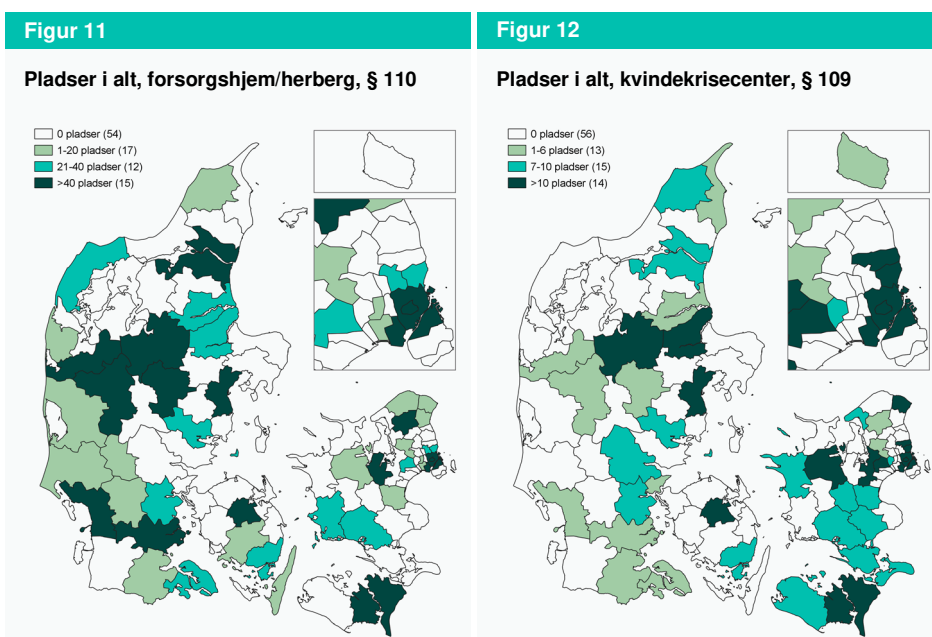 Figur 11
Pladser i alt, forsorgshjem/herberg, § 110
0 pladser (54)
1-20 pladser (17)
21-40 pladser (12)
>40 pladser (15)
Figur 12
Pladser i alt, kvindekrisecenter, § 109
0 pladser (56)
1-6 pladser (13)
7-10 pladser (15)
>10 pladser (14)